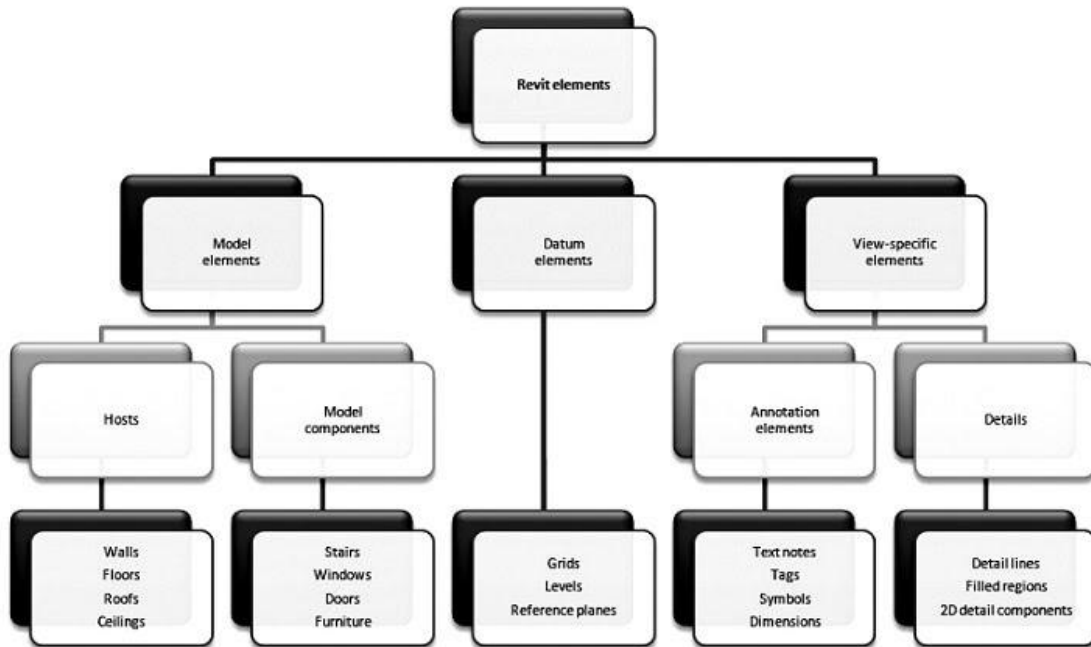 Revit elements
Model
elements
Datum
elements
View-specific
elements
Hosts
Model
components
Annotation
elements
Details
Walls
Floors
Roofs
Ceilings
Stairs
Windows
Doors
Furniture
Grids
Levels
Reference planes
Text notes
Tags
Symbols
Dimensions
Detail lines
Filled regions
2D detail components